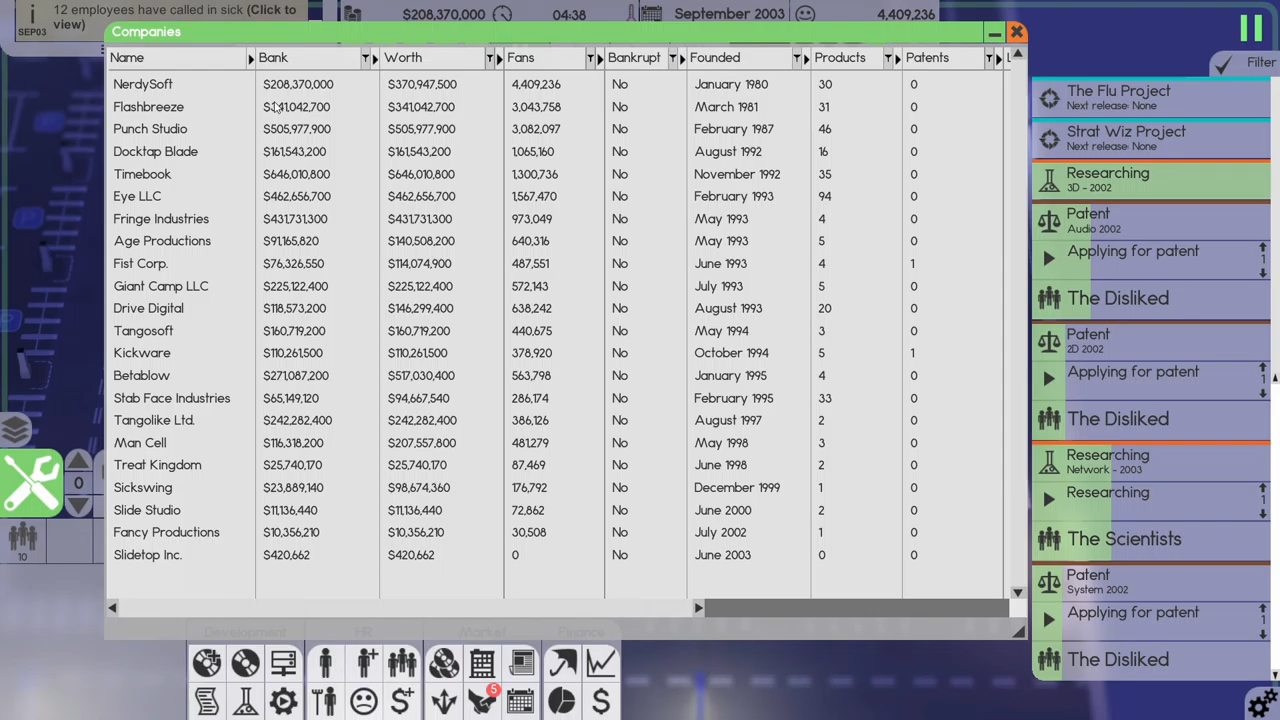 12 employees have called in sick (Click to
view)
SEP03
$208,370,000
04:38
September 2003
4,409,236
Companies
Name Bank Worth Fans Bankrupt Founded Products Patents
NerdySoft $208,370,000 $370,947,500 4,409,236 No January 1980 30 0
Flashbreeze $341,042,700 $341,042,700 3,043,758 No March 1981 31 0
Punch Studio $505,977,900 $505,977,900 3,082,097 No February 1987 46 0
Docktap Blade $161,543,200 $161,543,200 1,065,160 No August 1992 16 0
Timebook $646,010,800 $646,010,800 1,300,736 No November 1992 35 0
Eye LLC $462,656,700 $462,656,700 1,567,470 No February 1993 94 0
Fringe Industries $431,731,300 $431,731,300 973,049 No May 1993 4 0
Age Productions $91,165,820 $140,508,200 640,316 No May 1993 5 0
Fist Corp. $76,326,550 $114,074,900 487,551 No June 1993 4 1
Giant Camp LLC $225,122,400 $225,122,400 572,143 No July 1993 5 0
Drive Digital $118,573,200 $146,299,400 638,242 No August 1993 20 0
Tangosoft $160,719,200 $160,719,200 440,675 No May 1994 3 0
Kickware $110,261,500 $110,261,500 378,920 No October 1994 5 1
Betablow $271,087,200 $517,030,400 563,798 No January 1995 4 0
Stab Face Industries $65,149,120 $94,667,540 286,174 No February 1995 33 0
Tangolike Ltd. $242,282,400 $242,282,400 386,126 No August 1997 2 0
Man Cell $116,318,200 $207,557,800 481,279 No May 1998 3 0
Treat Kingdom $25,740,170 $25,740,170 87,469 No June 1998 2 0
Sickswing $23,889,140 $98,674,360 176,792 No December 1999 1 0
Slide Studio $11,136,440 $11,136,440 72,862 No June 2000 2 0
Fancy Productions $10,356,210 $10,356,210 30,508 No July 2002 1 0
Slidetop Inc. $420,662 $420,662 0 No June 2003 0 0
Filter
The Flu Project
Next release: None
Strat Wiz Project
Next release: None
Researching
3D - 2002
Patent
Audio 2002
Applying for patent
1
The Disliked
Patent
2D 2002
Applying for patent
1
The Disliked
Researching
Network - 2003
Researching
1
The Scientists
Patent
System 2002
Applying for patent
1
The Disliked
0
10
Development HR Market Finance
5